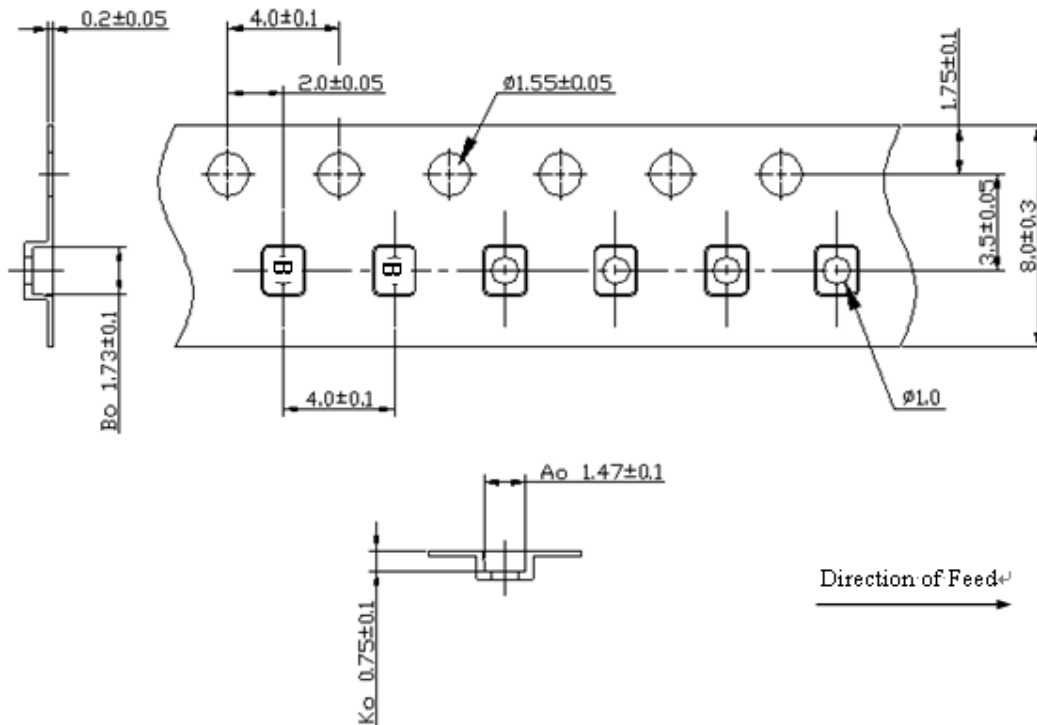 0.2±0.05
4.0±0.1
2.0±0.05
ø1.55±0.05
1.75±0.1
3.5±0.05
8.0±0.3
B
B
Bo 1.73±0.1
4.0±0.1
ø1.0
Ao 1.47±0.1
Ko 0.75±0.1
Direction of Feed↵